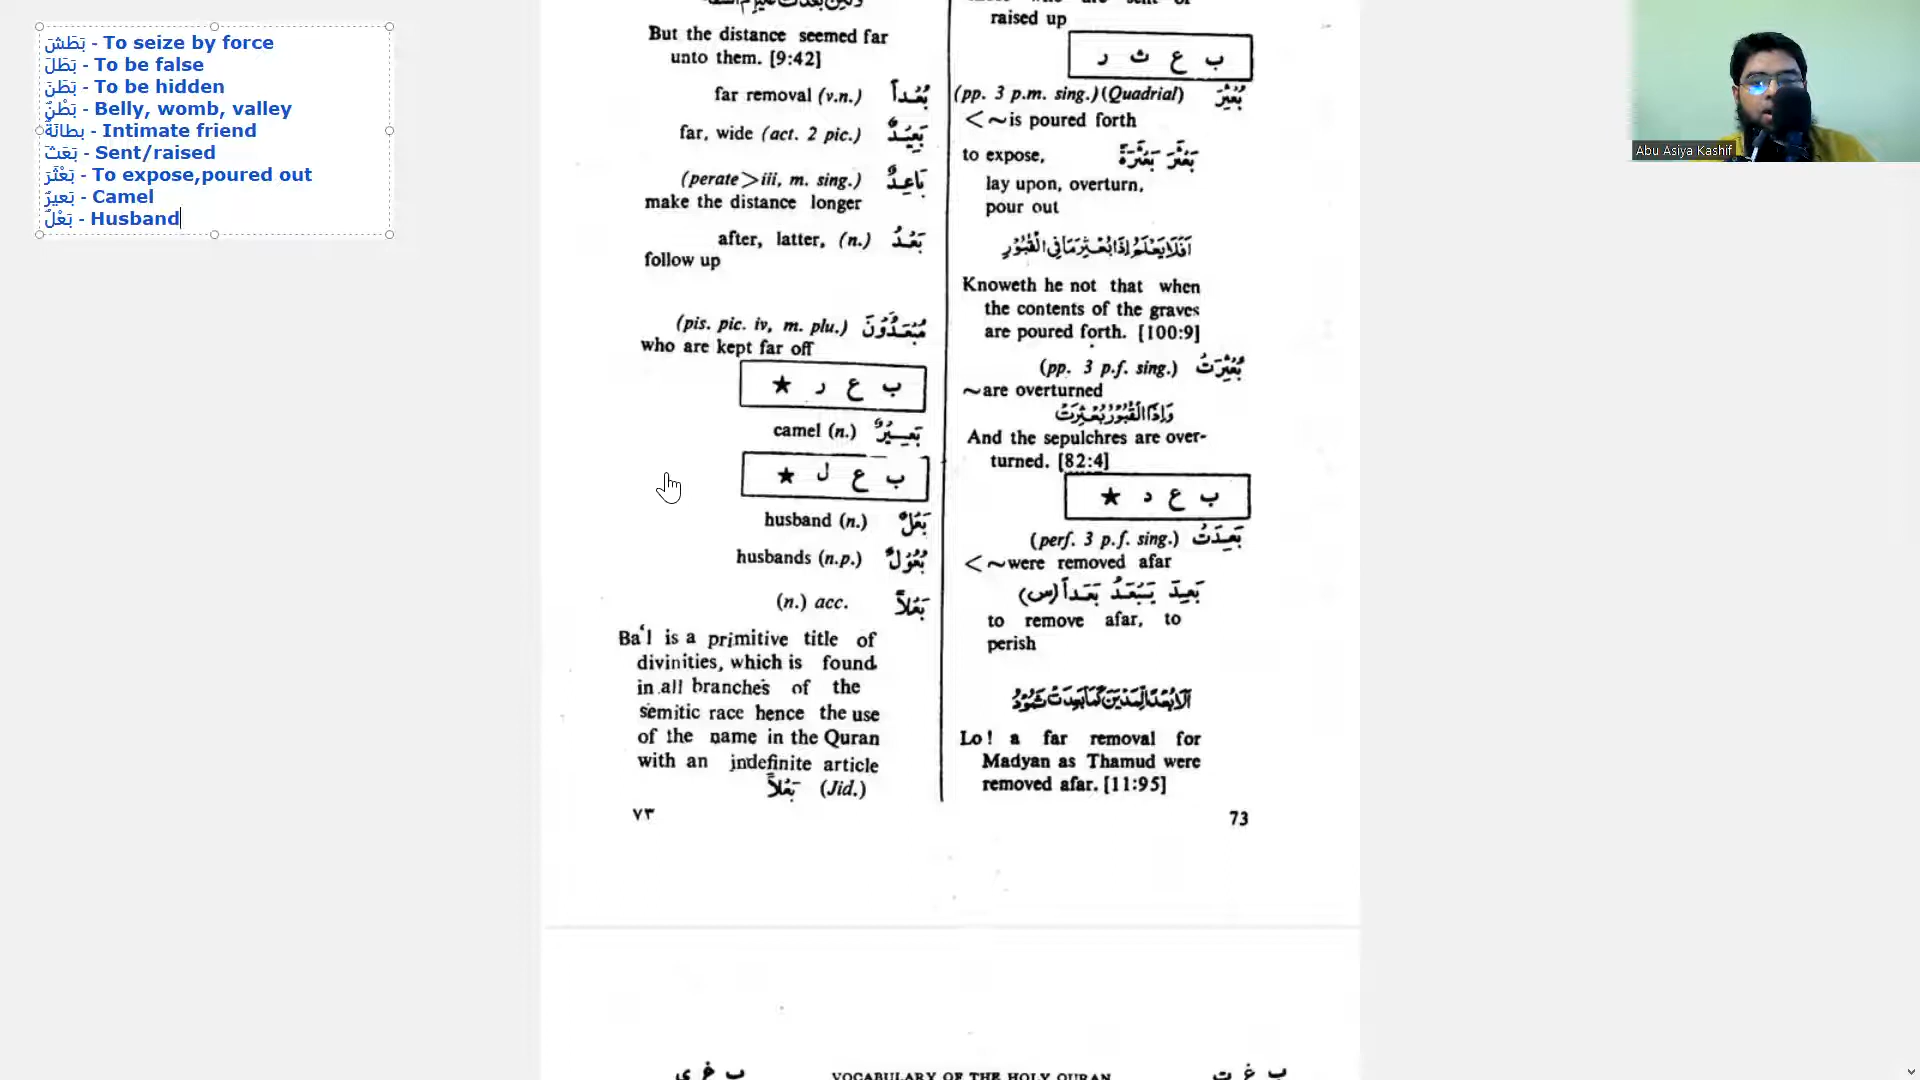 بَطَشَ - To seize by force
بَطَلَ - To be false
بَطَنَ - To be hidden
بَطْنٌ - Belly, womb, valley
بطانَةٌ - Intimate friend
بَعَثَ - Sent/raised
بَعْثَرَ - To expose,poured out
بَعيرٌ - Camel
بَعْلٌ - Husband
Abu Asiya Kashif
raised up
ب ع ث ر
(pp. 3 p.m. sing.)(Quadrial) بُعْثِرَ
<~is poured forth
to expose, بَعْثَرَ بَعْثَرَةً
lay upon, overturn,
pour out
اَفَلَا يَعْلَمُ اِذَا بُعْثِرَ مَا فِى الْقُبُوْرِ
Knoweth he not that when
the contents of the graves
are poured forth. [100:9]
(pp. 3 p.f. sing.) بُعْثِرَتْ
~are overturned
وَاِذَا الْقُبُوْرُ بُعْثِرَتْ
And the sepulchres are over-
turned. [82:4]
ب ع د ★
(perf. 3 p.f. sing.) بَعِدَتْ
<~were removed afar
بَعِدَ يَبْعَدُ بَعَداً (س)
to remove afar, to
perish
اَلَا بُعْدًا لِّمَدْيَنَ كَمَا بَعِدَتْ ثَمُوْدُ
Lo! a far removal for
Madyan as Thamud were
removed afar. [11:95]
But the distance seemed far
unto them. [9:42]
far removal (v.n.) بُعْداً
far, wide (act. 2 pic.) بَعِيْدٌ
(perate>iii, m. sing.) بَاعِدْ
make the distance longer
after, latter, (n.) بَعْدُ
follow up
(pis. pic. iv, m. plu.) مُبْعَدُوْنَ
who are kept far off
ب ع ر ★
camel (n.) بَعِيْرٌ
ب ع ل ★
husband (n.) بَعْلٌ
husbands (n.p.) بُعُوْلٌ
(n.) acc. بَعْلاً
Ba'l is a primitive title of
divinities, which is found
in all branches of the
semitic race hence the use
of the name in the Quran
with an indefinite article
بَعْلاً (Jid.)
٧٣
73
ب غ ى VOCABULARY OF THE HOLY QURAN ب غ ت